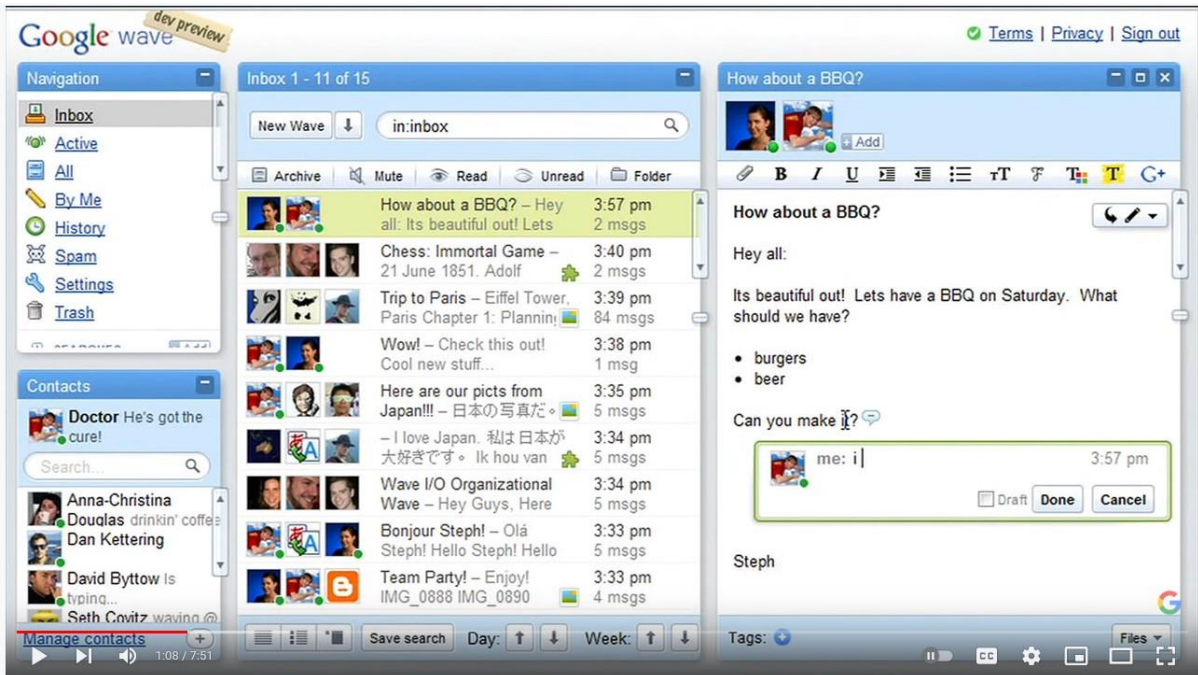 Google wave
dev preview
Terms | Privacy | Sign out
Navigation
Inbox
Active
All
By Me
History
Spam
Settings
Trash
Contacts
Doctor He's got the
cure!
Search...
Anna-Christina
Douglas drinkin' coffee
Dan Kettering
David Byttow Is
typing...
Seth Covitz waving @
Manage contacts
Inbox 1 - 11 of 15
New Wave
in:inbox
Archive Mute Read Unread Folder
How about a BBQ? – Hey 3:57 pm
all: Its beautiful out! Lets 2 msgs
Chess: Immortal Game – 3:40 pm
21 June 1851. Adolf 2 msgs
Trip to Paris – Eiffel Tower, 3:39 pm
Paris Chapter 1: Planning 84 msgs
Wow! – Check this out! 3:38 pm
Cool new stuff... 1 msg
Here are our picts from 3:35 pm
Japan!!! – 日本の写真だ。 5 msgs
– I love Japan. 私は日本が 3:34 pm
大好きです。 Ik hou van 5 msgs
Wave I/O Organizational 3:34 pm
Wave – Hey Guys, Here 5 msgs
Bonjour Steph! – Olá 3:33 pm
Steph! Hello Steph! Hello 5 msgs
Team Party! – Enjoy! 3:33 pm
IMG_0888 IMG_0890 4 msgs
Save search Day: Week:
How about a BBQ?
Add
B I U
How about a BBQ?
Hey all:
Its beautiful out! Lets have a BBQ on Saturday. What
should we have?
• burgers
• beer
Can you make it?
me: i 3:57 pm
Draft Done Cancel
Steph
Tags: Files
1:08 / 7:51
CC